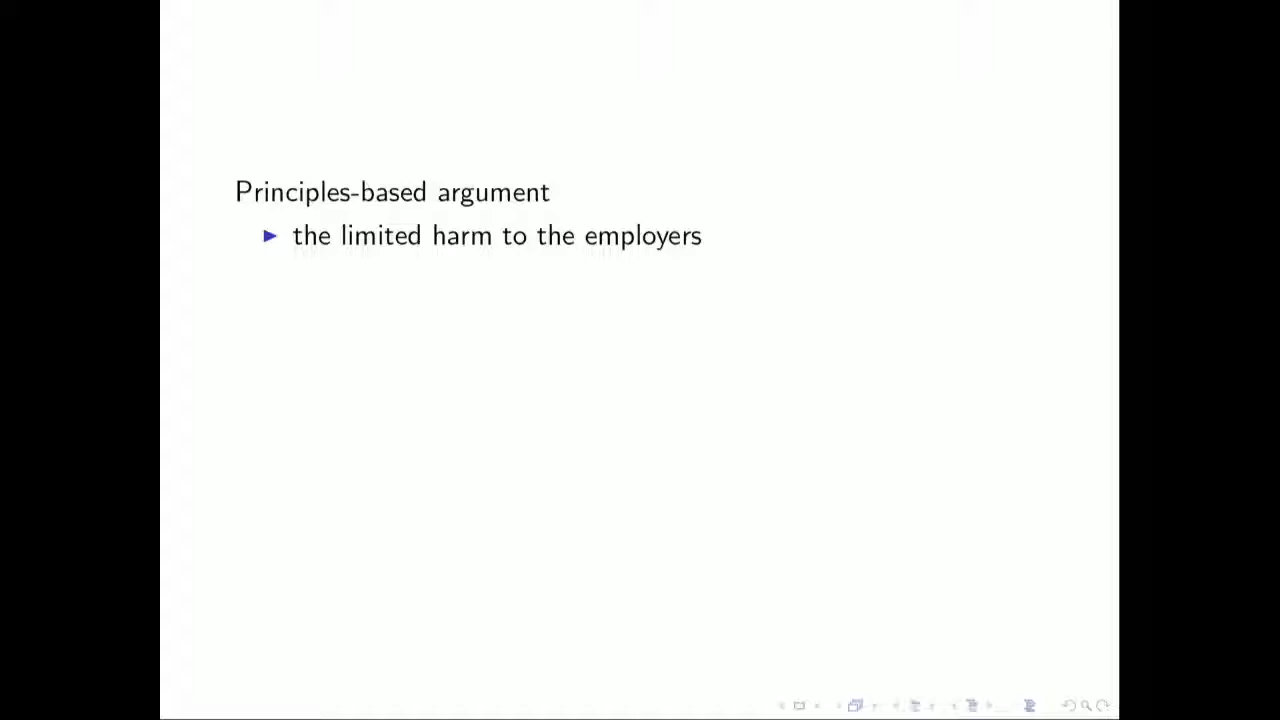 Principles-based argument
the limited harm to the employers